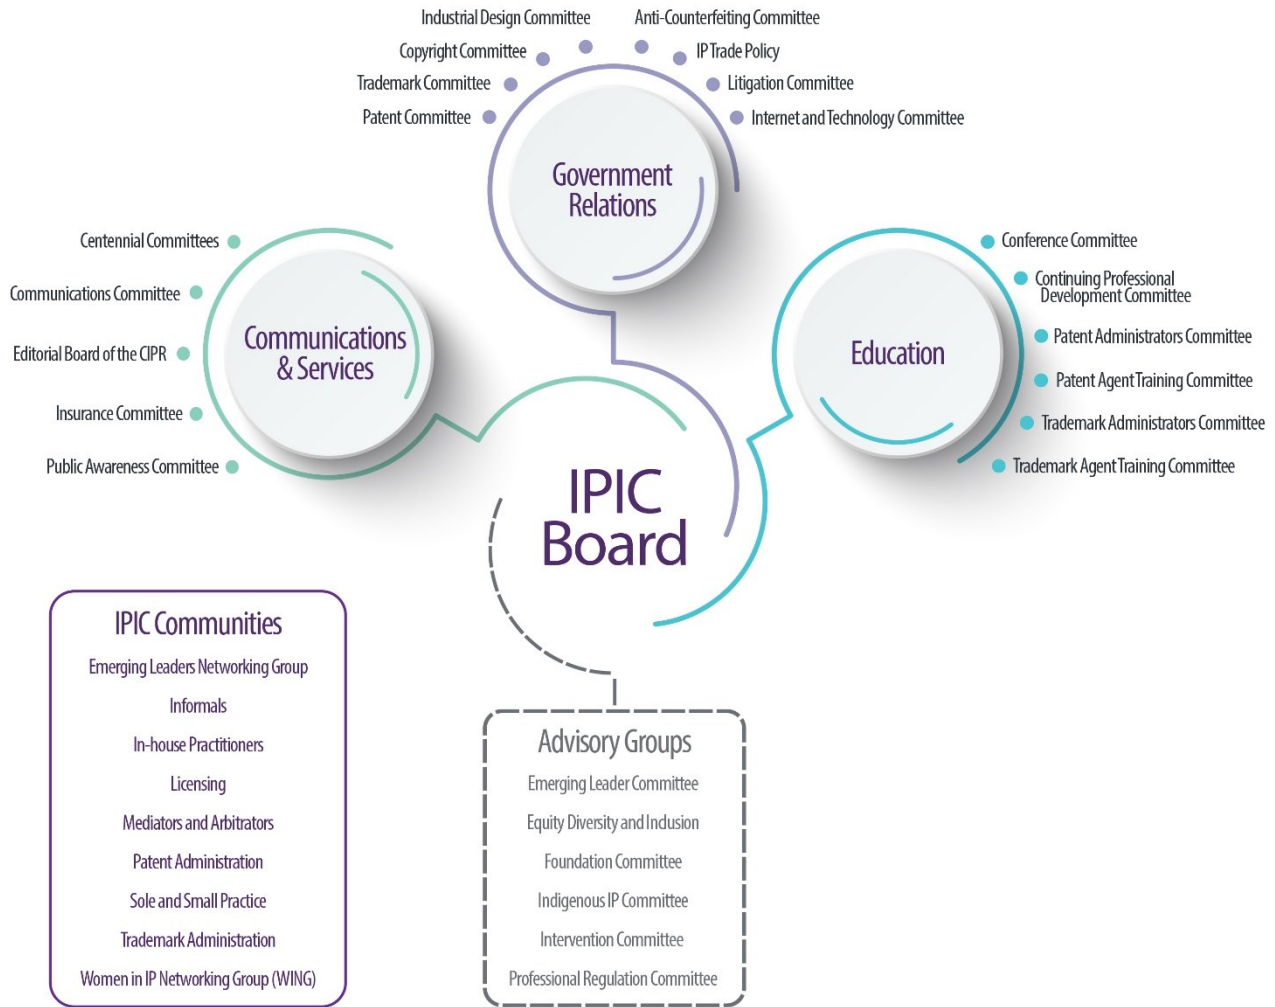 Industrial Design Committee
Anti-Counterfeiting Committee
Copyright Committee
IP Trade Policy
Trademark Committee
Litigation Committee
Patent Committee
Internet and Technology Committee
Government
Relations
Centennial Committees
Communications Committee
Editorial Board of the CIPR
Insurance Committee
Public Awareness Committee
Communications
& Services
Conference Committee
Continuing Professional
Development Committee
Patent Administrators Committee
Patent Agent Training Committee
Trademark Administrators Committee
Trademark Agent Training Committee
Education
IPIC
Board
IPIC Communities
Emerging Leaders Networking Group
Informals
In-house Practitioners
Licensing
Mediators and Arbitrators
Patent Administration
Sole and Small Practice
Trademark Administration
Women in IP Networking Group (WING)
Advisory Groups
Emerging Leader Committee
Equity Diversity and Inclusion
Foundation Committee
Indigenous IP Committee
Intervention Committee
Professional Regulation Committee